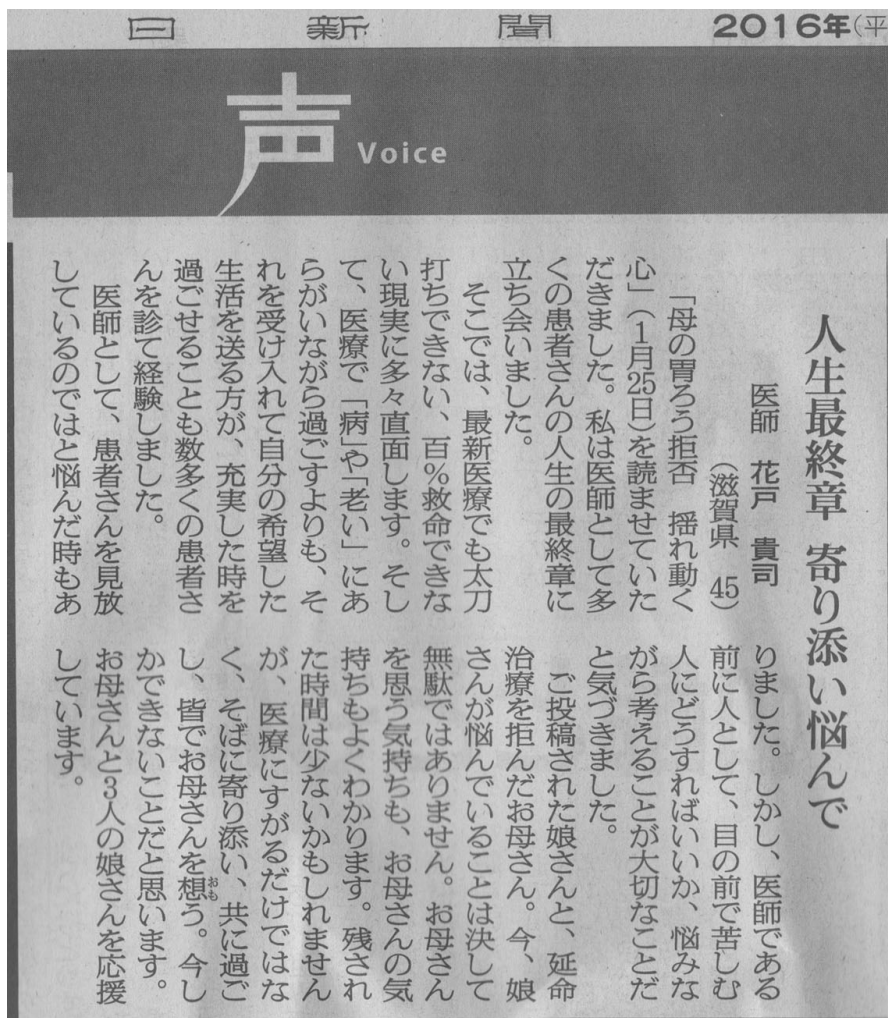 日新聞
2016年(平
声 Voice
人生最終章 寄り添い悩んで
医師 花戸 貴司
(滋賀県 45)
「母の胃ろう拒否 揺れ動く
心」(1月25日)を読ませていた
だきました。私は医師として多
くの患者さんの人生の最終章に
立ち会いました。
そこでは、最新医療でも太刀
打ちできない、百%救命できな
い現実に多々直面します。そし
て、医療で「病」や「老い」にあ
らがいながら過ごすよりも、そ
れを受け入れて自分の希望した
生活を送る方が、充実した時を
過ごせることも数多くの患者さ
んを診て経験しました。
医師として、患者さんを見放
しているのではと悩んだ時もあ
りました。しかし、医師である
前に人として、目の前で苦しむ
人にどうすればいいか、悩みな
がら考えることが大切なことだ
と気づきました。
ご投稿された娘さんと、延命
治療を拒んだお母さん。今、娘
さんが悩んでいることは決して
無駄ではありません。お母さん
を思う気持ちも、お母さんの気
持ちもよくわかります。残され
た時間は少ないかもしれません
が、医療にすがるだけではな
く、そばに寄り添い、共に過ご
し、皆でお母さんを想おもう。今し
かできないことだと思います。
お母さんと3人の娘さんを応援
しています。